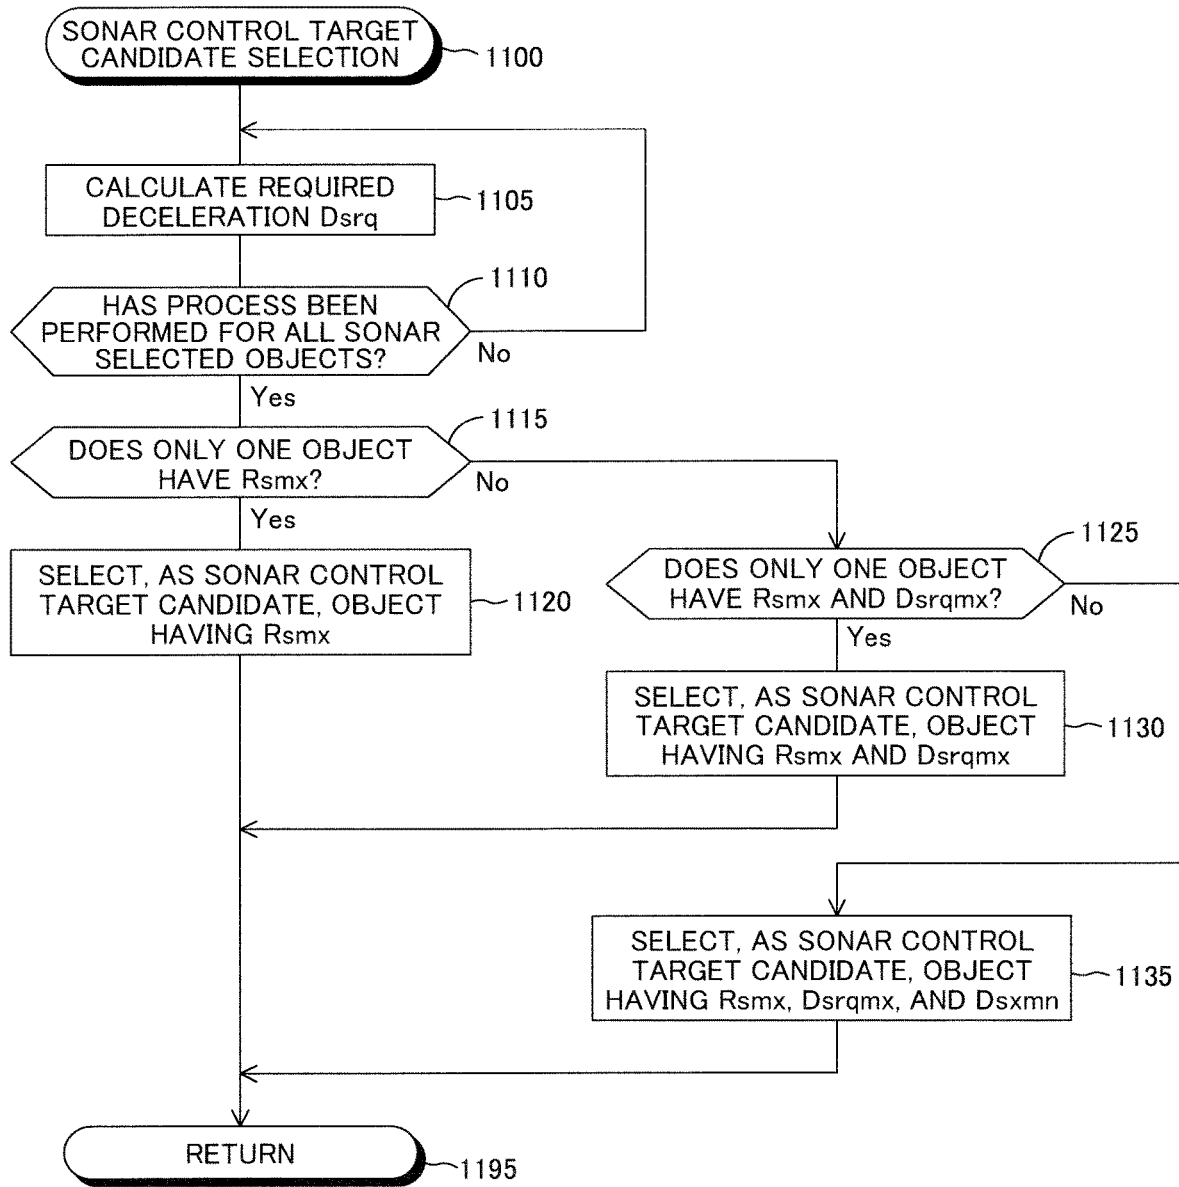 SONAR CONTROL TARGET
CANDIDATE SELECTION
1100
CALCULATE REQUIRED
DECELERATION Dsrq
1105
1110
HAS PROCESS BEEN
PERFORMED FOR ALL SONAR
SELECTED OBJECTS?
No
Yes
1115
DOES ONLY ONE OBJECT
HAVE Rsmx?
No
Yes
SELECT, AS SONAR CONTROL
TARGET CANDIDATE, OBJECT
HAVING Rsmx
1120
1125
DOES ONLY ONE OBJECT
HAVE Rsmx AND Dsrqmx?
No
Yes
SELECT, AS SONAR CONTROL
TARGET CANDIDATE, OBJECT
HAVING Rsmx AND Dsrqmx
1130
SELECT, AS SONAR CONTROL
TARGET CANDIDATE, OBJECT
HAVING Rsmx, Dsrqmx, AND Dsxmn
1135
RETURN
1195